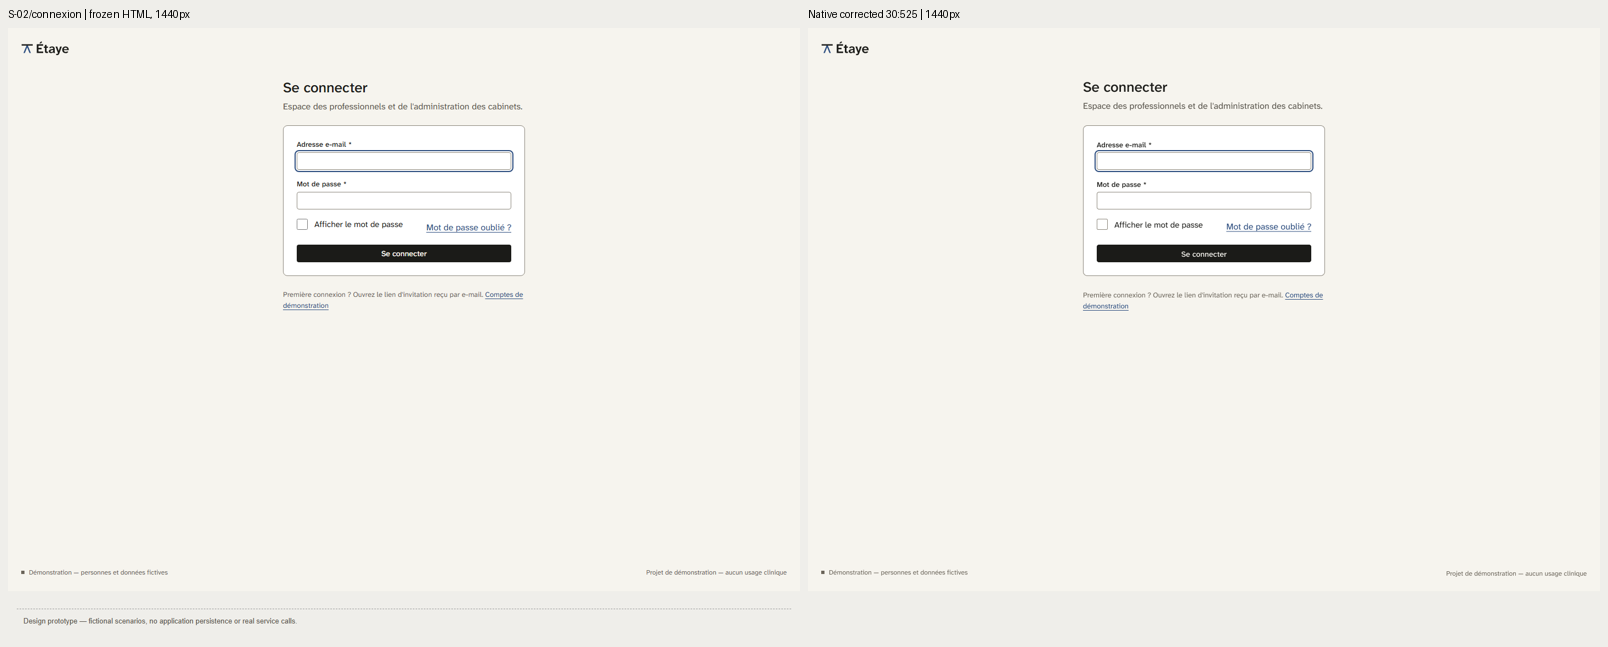 S-02/connexion | frozen HTML, 1440px
Étaye
Se connecter
Espace des professionnels et de l'administration des cabinets.
Adresse e-mail *
Mot de passe *
Afficher le mot de passe
Mot de passe oublié ?
Se connecter
Première connexion ? Ouvrez le lien d'invitation reçu par e-mail. Comptes de
démonstration
Démonstration — personnes et données fictives
Projet de démonstration — aucun usage clinique
Design prototype — fictional scenarios, no application persistence or real service calls.
Native corrected 30:525 | 1440px
Étaye
Se connecter
Espace des professionnels et de l'administration des cabinets.
Adresse e-mail *
Mot de passe *
Afficher le mot de passe
Mot de passe oublié ?
Se connecter
Première connexion ? Ouvrez le lien d'invitation reçu par e-mail. Comptes de
démonstration
Démonstration — personnes et données fictives
Projet de démonstration — aucun usage clinique